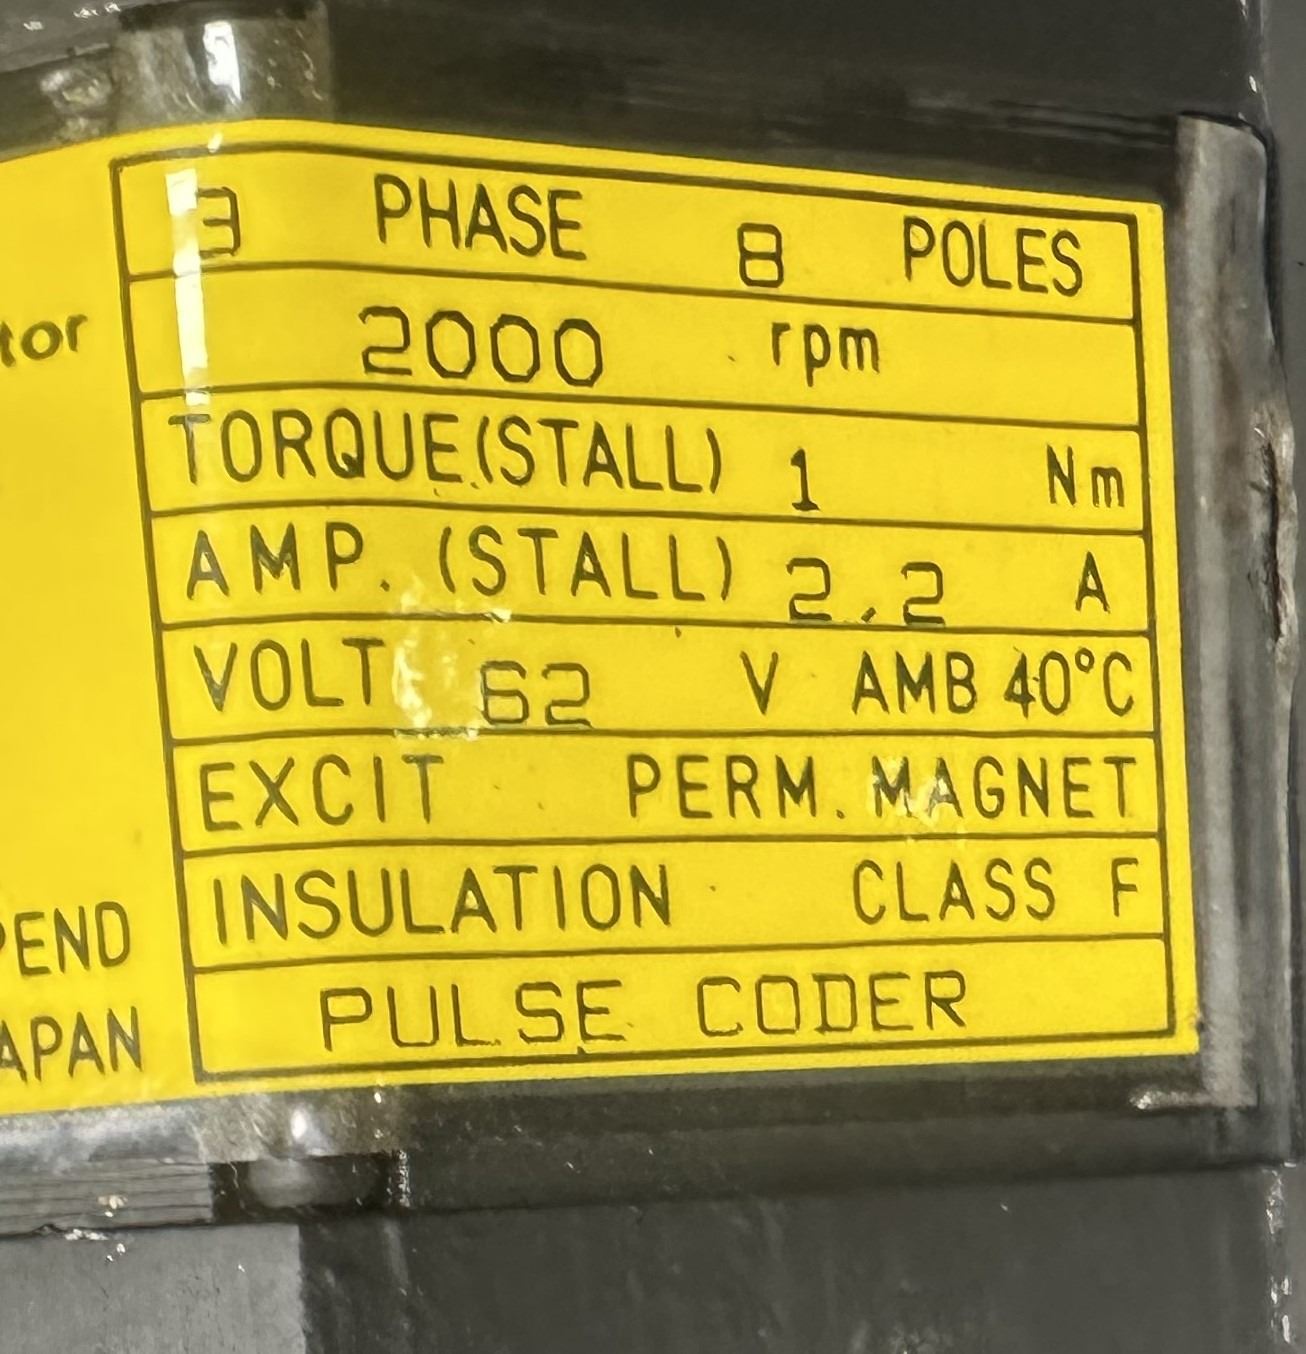 3 PHASE 8 POLES
tor
2000 rpm
TORQUE(STALL) 1 Nm
AMP. (STALL) 2.2 A
VOLT 62 V AMB 40°C
EXCIT PERM. MAGNET
INSULATION CLASS F
PEND
PULSE CODER
APAN